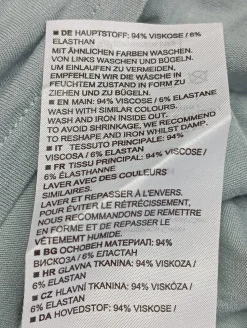 ■ DE HAUPTSTOFF: 94% VISKOSE / 6%
ELASTHAN
MIT ÄHNLICHEN FARBEN WASCHEN.
VON LINKS WASCHEN UND BÜGELN.
UM EINLAUFEN ZU VERMEIDEN,
EMPFEHLEN WIR DIE WÄSCHE IN
FEUCHTEM ZUSTAND IN FORM ZU
ZIEHEN UND ZU BÜGELN.
■ EN MAIN: 94% VISCOSE / 6% ELASTANE
WASH WITH SIMILAR COLOURS.
WASH AND IRON INSIDE OUT.
TO AVOID SHRINKAGE, WE RECOMMEND
TO RESHAPE AND IRON WHILST DAMP.
■ IT TESSUTO PRINCIPALE: 94%
VISCOSA / 6% ELASTAN
■ FR TISSU PRINCIPAL: 94% VISCOSE /
6% ÉLASTHANNE
LAVER AVEC DES COULEURS
SIMILAIRES.
LAVER ET REPASSER À L'ENVERS.
POUR ÉVITER LE RÉTRÉCISSEMENT,
NOUS RECOMMANDONS DE REMETTRE
EN FORME ET DE REPASSER LE
VÊTEMEMT HUMIDE.
■ BG ОСНОВЕН МАТЕРИАЛ: 94%
ВИСКОЗА / 6% ЕЛАСТАН
■ HR GLAVNA TKANINA: 94% VISKOZA /
6% ELASTAN
■ CZ HLAVNÍ TKANINA: 94% VISKÓZA /
6% ELASTAN
■ DA HOVEDSTOF: 94% VISKOSE /